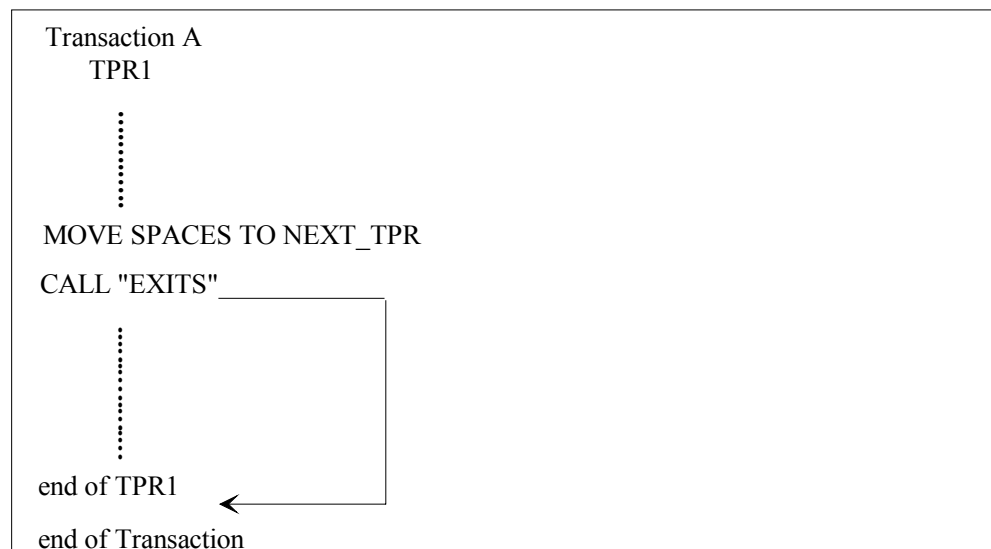 Transaction A
TPR1
MOVE SPACES TO NEXT_TPR
CALL "EXITS"
end of TPR1
end of Transaction